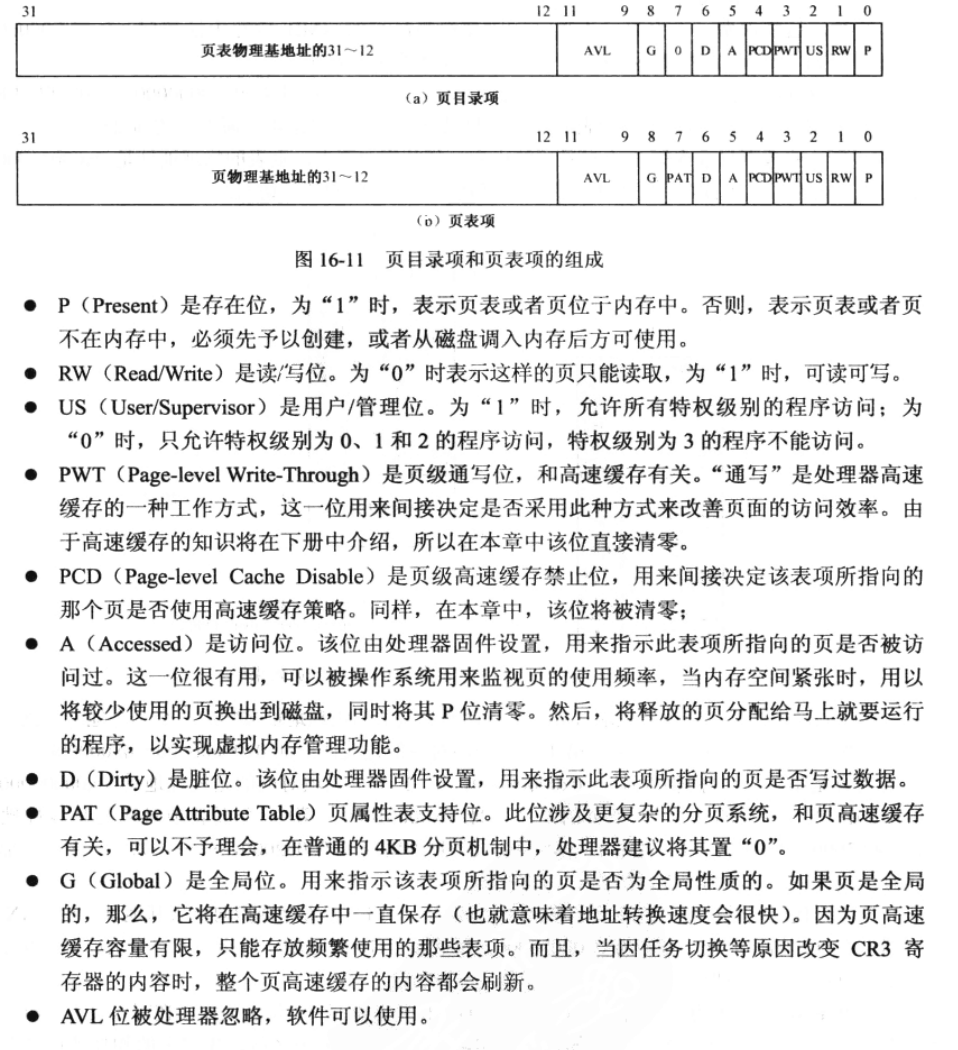 31 12 11 9 8 7 6 5 4 3 2 1 0
页表物理基地址的31～12 AVL G 0 D A PCD PWT US RW P
（a）页目录项
31 12 11 9 8 7 6 5 4 3 2 1 0
页物理基地址的31～12 AVL G PAT D A PCD PWT US RW P
（b）页表项
图 16-11 页目录项和页表项的组成
● P（Present）是存在位，为“1”时，表示页表或者页位于内存中。否则，表示页表或者页
不在内存中，必须先予以创建，或者从磁盘调入内存后方可使用。
● RW（Read/Write）是读/写位。为“0”时表示这样的页只能读取，为“1”时，可读可写。
● US（User/Supervisor）是用户/管理位。为“1”时，允许所有特权级别的程序访问；为
“0”时，只允许特权级别为 0、1 和 2 的程序访问，特权级别为 3 的程序不能访问。
● PWT（Page-level Write-Through）是页级通写位，和高速缓存有关。“通写”是处理器高速
缓存的一种工作方式，这一位用来间接决定是否采用此种方式来改善页面的访问效率。由
于高速缓存的知识将在下册中介绍，所以在本章中该位直接清零。
● PCD（Page-level Cache Disable）是页级高速缓存禁止位，用来间接决定该表项所指向的
那个页是否使用高速缓存策略。同样，在本章中，该位将被清零；
● A（Accessed）是访问位。该位由处理器固件设置，用来指示此表项所指向的页是否被访
问过。这一位很有用，可以被操作系统用来监视页的使用频率，当内存空间紧张时，用以
将较少使用的页换出到磁盘，同时将其 P 位清零。然后，将释放的页分配给马上就要运行
的程序，以实现虚拟内存管理功能。
● D（Dirty）是脏位。该位由处理器固件设置，用来指示此表项所指向的页是否写过数据。
● PAT（Page Attribute Table）页属性表支持位。此位涉及更复杂的分页系统，和页高速缓存
有关，可以不予理会，在普通的 4KB 分页机制中，处理器建议将其置“0”。
● G（Global）是全局位。用来指示该表项所指向的页是否为全局性质的。如果页是全局
的，那么，它将在高速缓存中一直保存（也就意味着地址转换速度会很快）。因为页高速
缓存容量有限，只能存放频繁使用的那些表项。而且，当因任务切换等原因改变 CR3 寄
存器的内容时，整个页高速缓存的内容都会刷新。
● AVL 位被处理器忽略，软件可以使用。